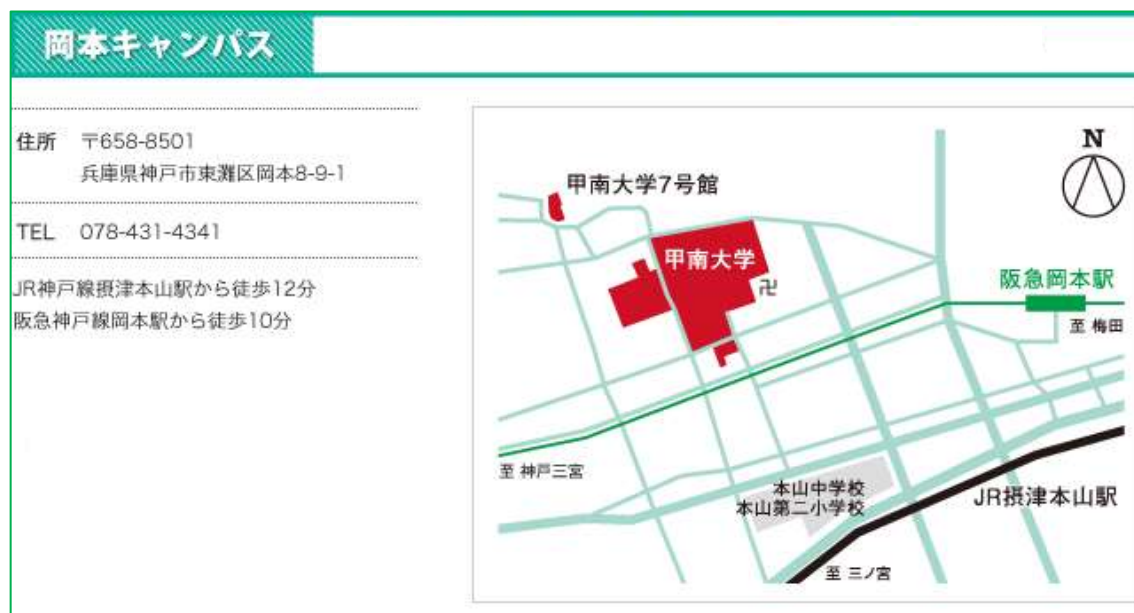 岡本キャンパス
住所 〒658-8501
兵庫県神戸市東灘区岡本8-9-1
TEL 078-431-4341
JR神戸線摂津本山駅から徒歩12分
阪急神戸線岡本駅から徒歩10分
N
甲南大学7号館
甲南大学
卍
阪急岡本駅
至 梅田
至 神戸三宮
本山中学校
本山第二小学校
JR摂津本山駅
至 三ノ宮